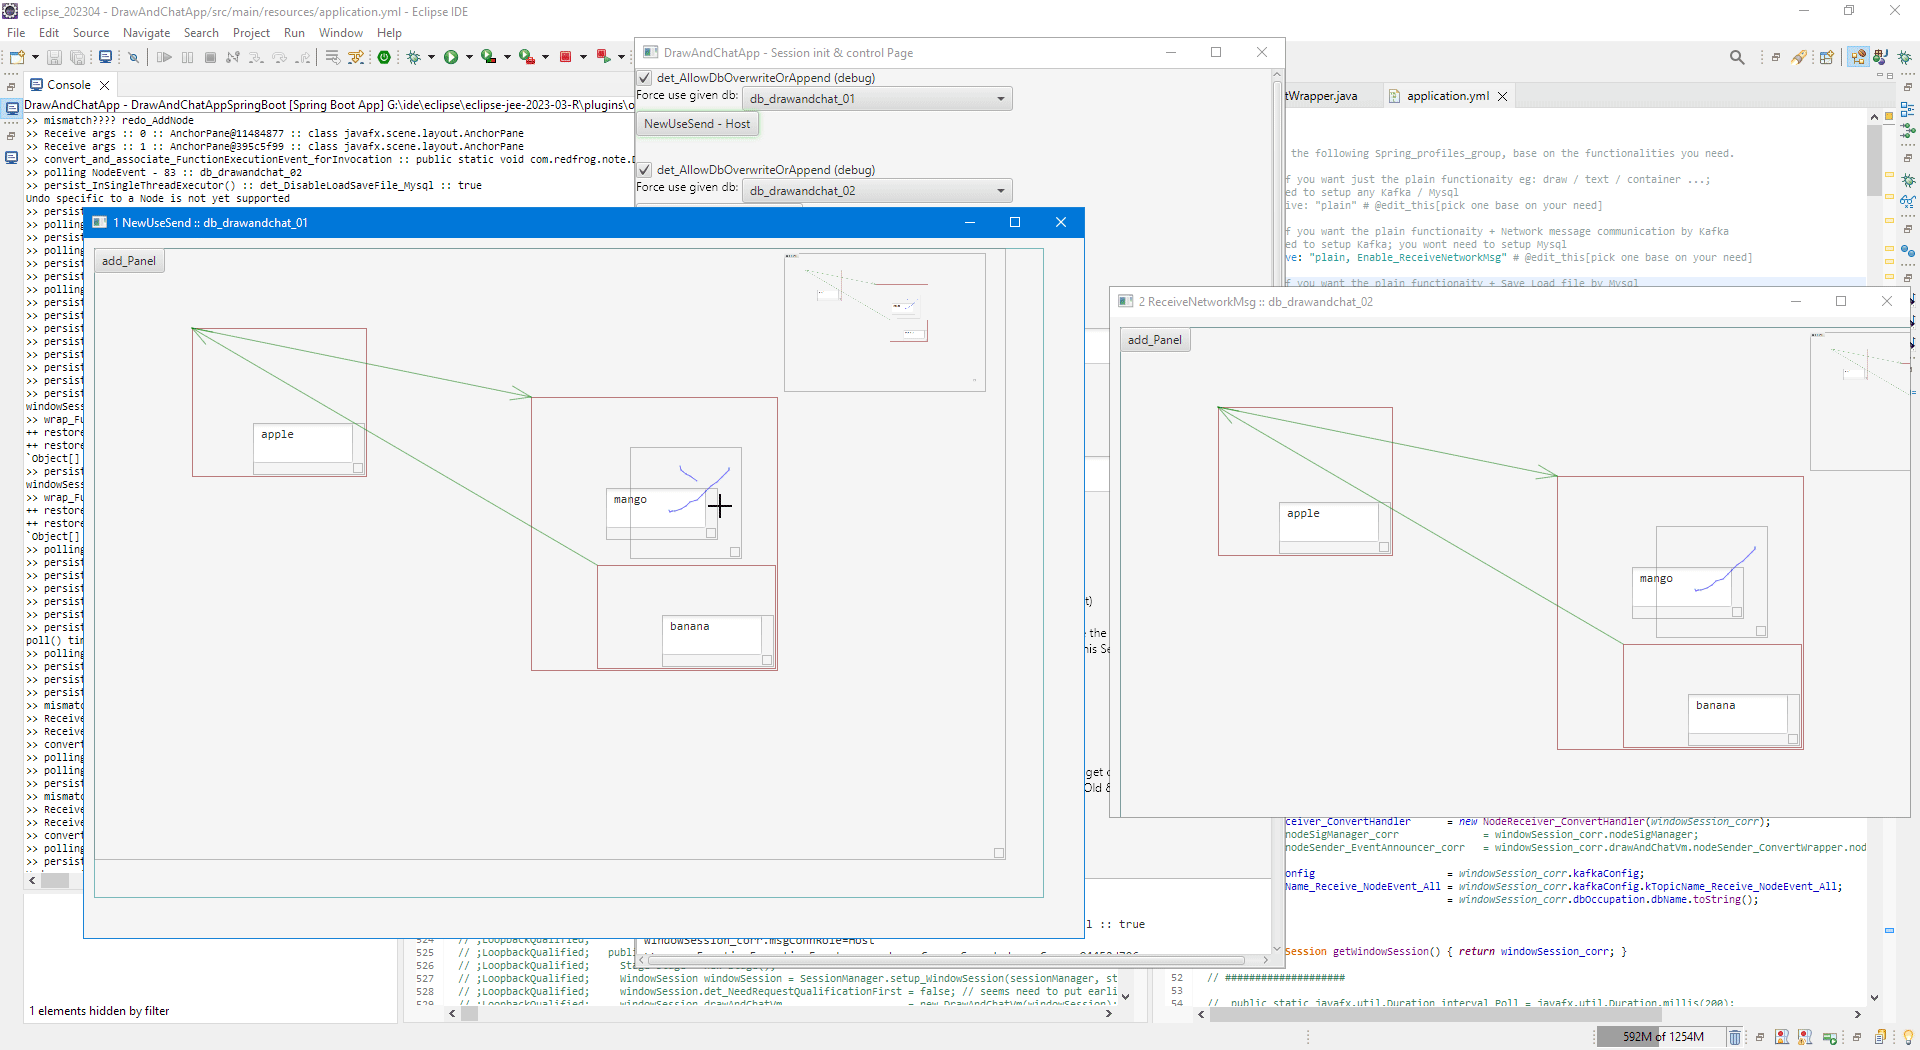 eclipse_202304 - DrawAndChatApp/src/main/resources/application.yml - Eclipse IDE
File Edit Source Navigate Search Project Run Window Help
Console
DrawAndChatApp - DrawAndChatAppSpringBoot [Spring Boot App] G:\ide\eclipse\eclipse-jee-2023-03-R\plugins\o
>> mismatch???? redo_AddNode
>> Receive args :: 0 :: AnchorPane@11484877 :: class javafx.scene.layout.AnchorPane
>> Receive args :: 1 :: AnchorPane@395c5f99 :: class javafx.scene.layout.AnchorPane
>> convert_and_associate_FunctionExecutionEvent_forInvocation :: public static void com.redfrog.note.D
>> polling NodeEvent - 83 :: db_drawandchat_02
>> persist_InSingleThreadExecutor() :: det_DisableLoadSaveFile_Mysql :: true
Undo specific to a Node is not yet supported
>> persist
>> polling
>> persist
>> polling
>> persist
>> persist
>> polling
>> persist
>> persist
>> persist
>> persist
>> persist
>> persist
>> persist
>> persist
windowSess
>> wrap_Fu
++ restore
++ restore
`Object[]
>> persist
windowSess
>> wrap_Fu
++ restore
++ restore
`Object[]
>> polling
>> persist
>> persist
>> persist
>> persist
>> persist
>> persist
poll() tim
>> polling
>> persist
>> persist
>> persist
>> mismatc
>> Receive
>> Receive
>> convert
>> polling
>> polling
>> persist
>> mismatc
>> Receive
>> Receive
>> convert
>> polling
>> persist
1 elements hidden by filter
DrawAndChatApp - Session init & control Page
det_AllowDbOverwriteOrAppend (debug)
Force use given db: db_drawandchat_01
NewUseSend - Host
det_AllowDbOverwriteOrAppend (debug)
Force use given db: db_drawandchat_02
1 NewUseSend :: db_drawandchat_01
add_Panel
apple
mango
banana
2 ReceiveNetworkMsg :: db_drawandchat_02
add_Panel
apple
mango
banana
tWrapper.java application.yml
the following Spring_profiles_group, base on the functionalities you need.
f you want just the plain functionaity eg: draw / text / container ...;
ed to setup any Kafka / Mysql
ive: "plain" # @edit_this[pick one base on your need]
f you want the plain functionaity + Network message communication by Kafka
ed to setup Kafka; you wont need to setup Mysql
ve: "plain, Enable_ReceiveNetworkMsg" # @edit_this[pick one base on your need]
f you want the plain functionaity + Save Load file by Mysql
t)
the
his Se
get o
Old &
ceiver_ConvertHandler = new NodeReceiver_ConvertHandler(windowSession_corr);
nodeSigManager_corr = windowSession_corr.nodeSigManager;
nodeSender_EventAnnouncer_corr = windowSession_corr.drawAndChatVm.nodeSender_ConvertWrapper.nod
onfig = windowSession_corr.kafkaConfig;
Name_Receive_NodeEvent_All = windowSession_corr.kafkaConfig.kTopicName_Receive_NodeEvent_All;
= windowSession_corr.dbOccupation.dbName.toString();
Session getWindowSession() { return windowSession_corr; }
52 // ####################
53
54 // public static javafx.util.Duration interval_Poll = javafx.util.Duration.millis(200);
l :: true
windowSession_corr.msgConnRole=Host
524 // ;LoopbackQualified;
525 // ;LoopbackQualified; publi
526 // ;LoopbackQualified;
527 // ;LoopbackQualified; WindowSession windowSession = SessionManager.setup_WindowSession(sessionManager, st
528 // ;LoopbackQualified; windowSession.det_NeedRequestQualificationFirst = false; // seems need to put earli
529 // ;LoopbackQualified; windowSession.drawAndChatVm = new DrawAndChatVm(windowSession);
592M of 1254M